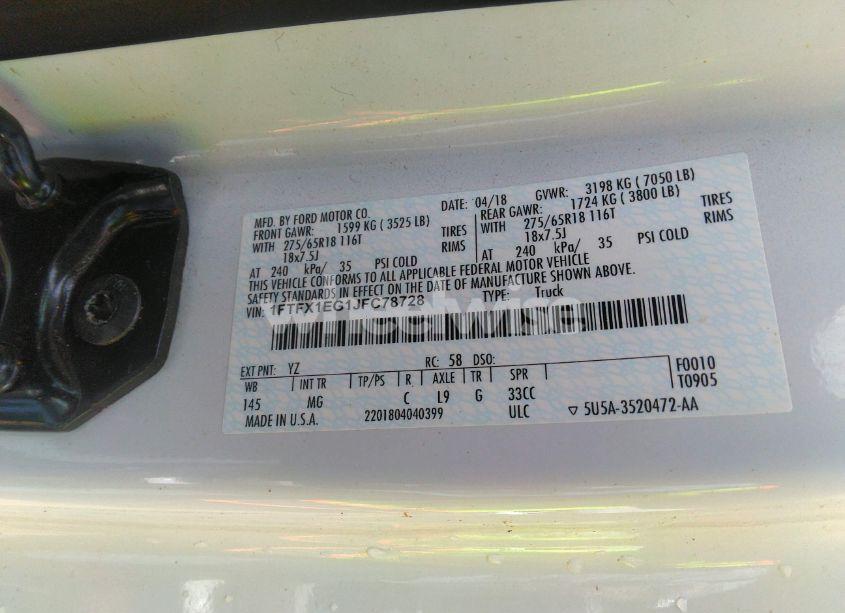 MFD. BY FORD MOTOR CO.
DATE: 04/18 GVWR: 3198 KG ( 7050 LB)
FRONT GAWR: 1599 KG ( 3525 LB) REAR GAWR: 1724 KG ( 3800 LB)
WITH 275/65R18 116T TIRES WITH 275/65R18 116T TIRES
18x7.5J RIMS 18x7.5J RIMS
AT 240 kPa/ 35 PSI COLD AT 240 kPa/ 35 PSI COLD
THIS VEHICLE CONFORMS TO ALL APPLICABLE FEDERAL MOTOR VEHICLE
SAFETY STANDARDS IN EFFECT ON THE DATE OF MANUFACTURE SHOWN ABOVE.
VIN: 1FTFX1EG1JFC78728 TYPE: Truck
wheelwise
EXT PNT: YZ RC: 58 DSO: F0010
WB INT TR TP/PS R AXLE TR SPR T0905
145 MG C L9 G 33CC
MADE IN U.S.A. 2201804040399 ULC ▽ 5U5A-3520472-AA